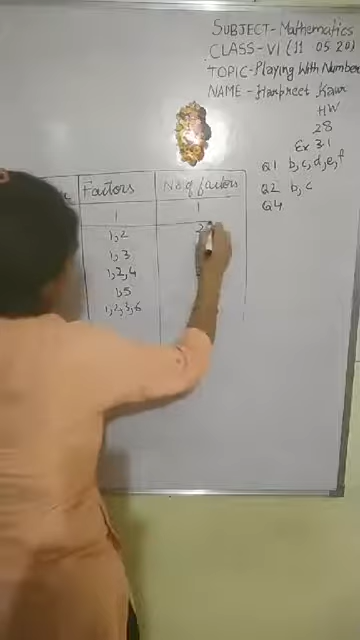 SUBJECT-Mathematics
CLASS-VI (11 05 20)
TOPIC-Playing With Number
NAME-Harpreet Kaur
HW
28
Ex 3.1
Q1 b,c,d,e,f
Q2 b,c
Q4
Factors No of factors
1 1
1,2 2
1,3
1,2,4
1,5
1,2,3,6